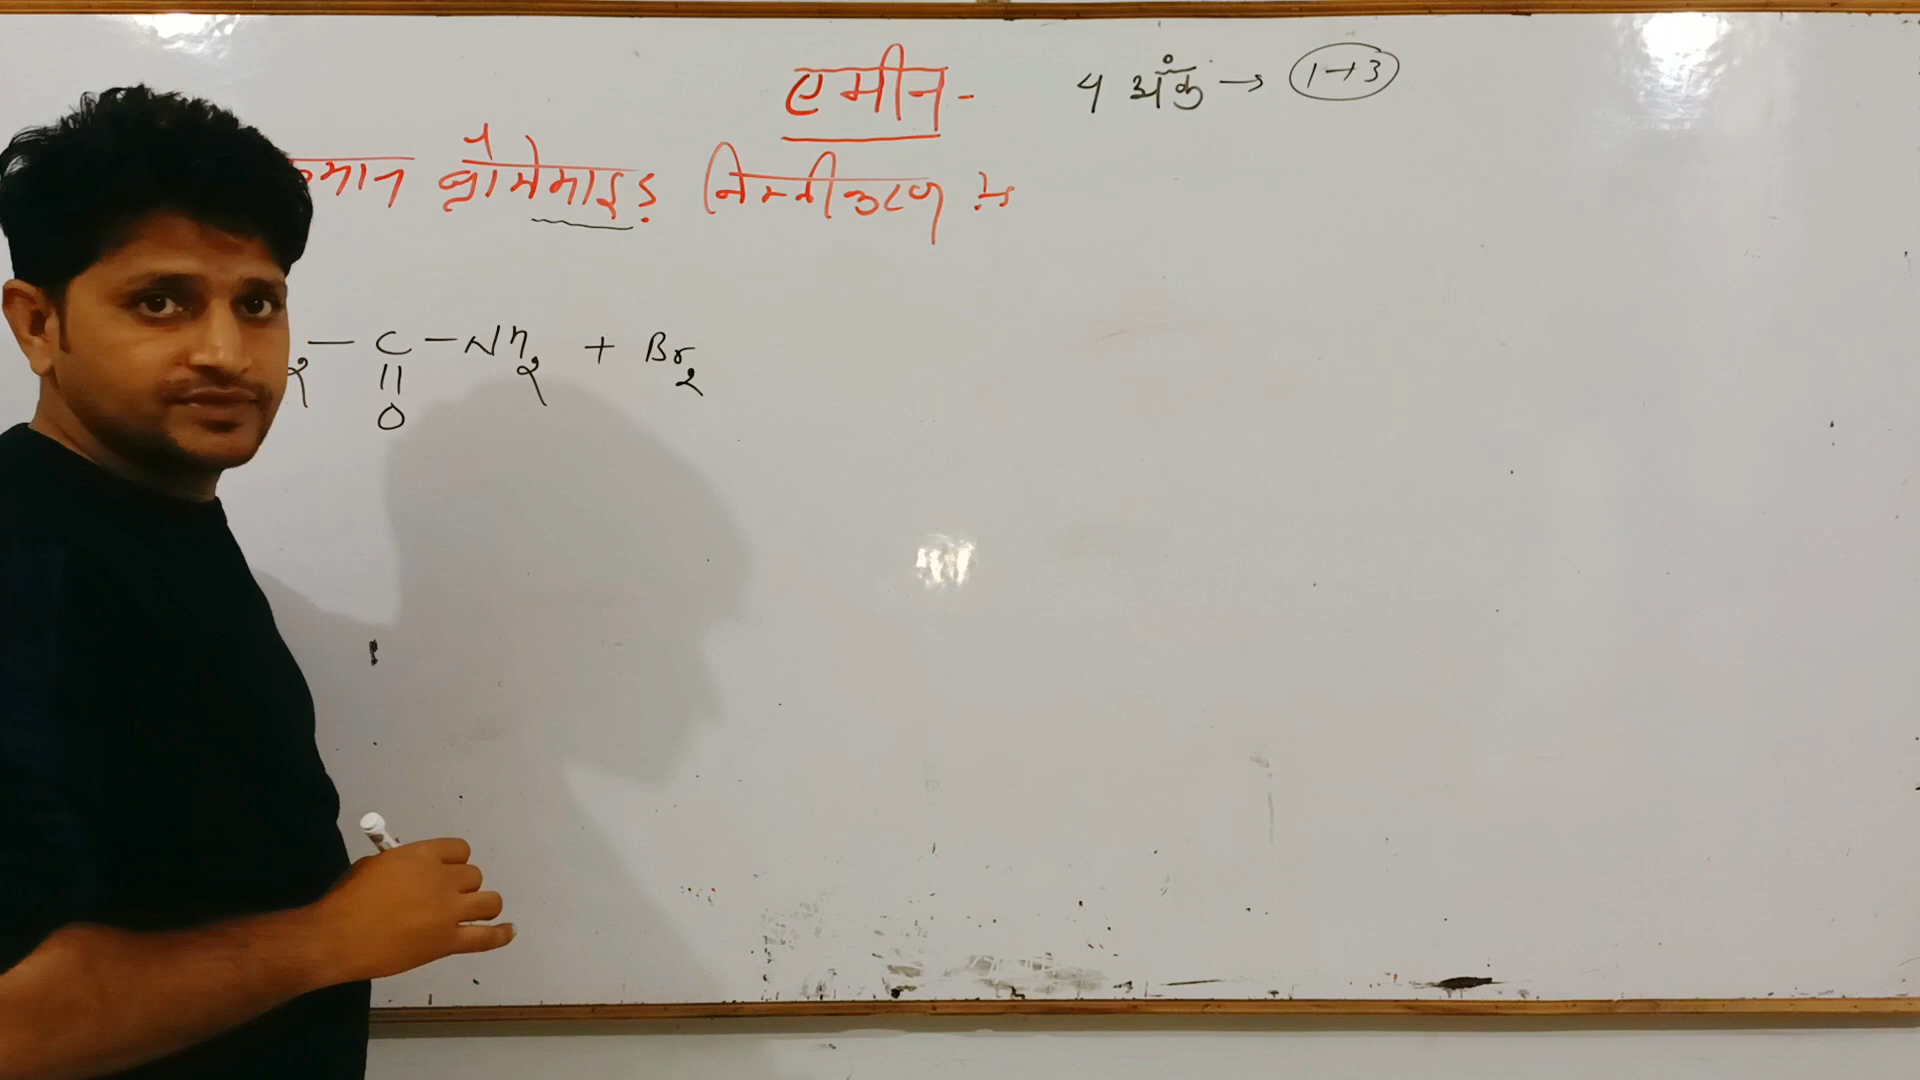 एमीन - 4 अंक → 1→3
ब्रोमेमाइड निम्नीकरण से
— C — NH2 + Br2
||
O